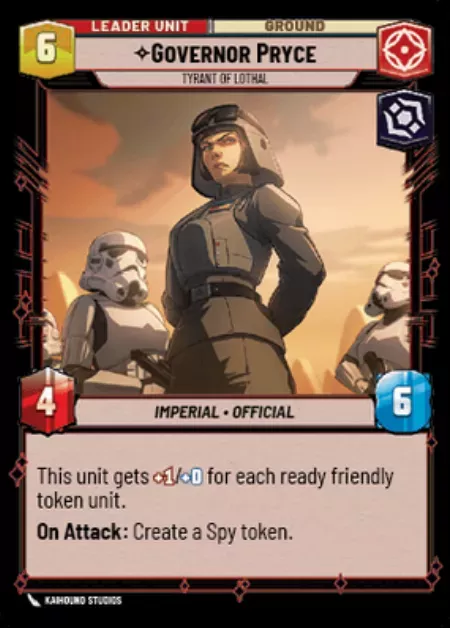 LEADER UNIT
GROUND
6
GOVERNOR PRYCE
TYRANT OF LOTHAL
4
IMPERIAL • OFFICIAL
6
This unit gets +1/+0 for each ready friendly
token unit.
On Attack: Create a Spy token.
KAIHOUND STUDIOS